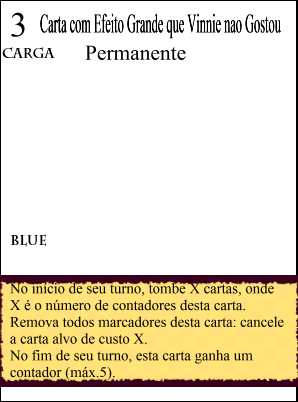 3 Carta com Efeito Grande que Vinnie nao Gostou
CARGA Permanente
BLUE
No início de seu turno, tombe X cartas, onde
X é o número de contadores desta carta.
Remova todos marcadores desta carta: cancele
a carta alvo de custo X.
No fim de seu turno, esta carta ganha um
contador (máx.5).